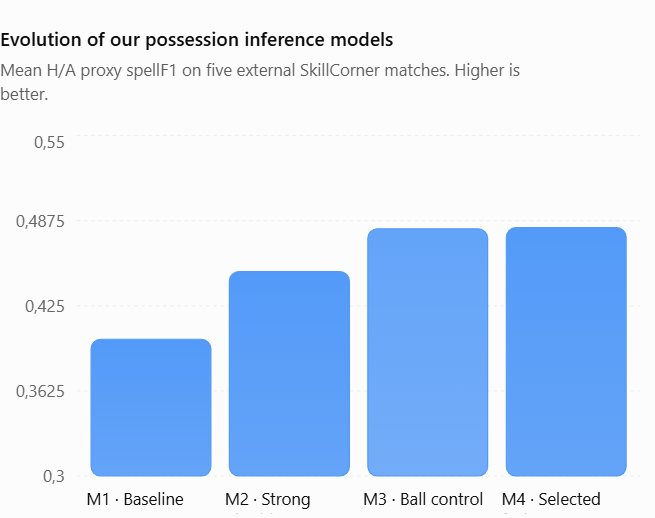 Evolution of our possession inference models
Mean H/A proxy spellF1 on five external SkillCorner matches. Higher is
better.
0,55
0,4875
0,425
0,3625
0,3
M1 · Baseline
M2 · Strong
M3 · Ball control
M4 · Selected